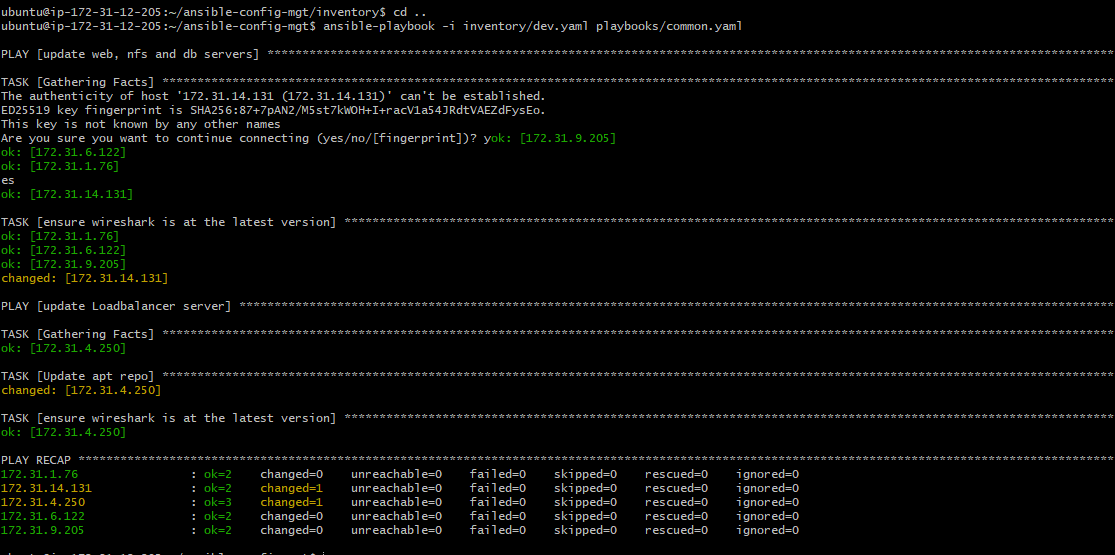 ubuntu@ip-172-31-12-205:~/ansible-config-mgt/inventory$ cd ..
ubuntu@ip-172-31-12-205:~/ansible-config-mgt$ ansible-playbook -i inventory/dev.yaml playbooks/common.yaml
PLAY [update web, nfs and db servers] ****************************************************************************************************************************
TASK [Gathering Facts] ****************************************************************************************************************************************
The authenticity of host '172.31.14.131 (172.31.14.131)' can't be established.
ED25519 key fingerprint is SHA256:87+7pAN2/M5st7kWOH+I+racV1a54JRdtVAEZdFysEo.
This key is not known by any other names
Are you sure you want to continue connecting (yes/no/[fingerprint])? yok: [172.31.9.205]
ok: [172.31.6.122]
ok: [172.31.1.76]
es
ok: [172.31.14.131]
TASK [ensure wireshark is at the latest version] **************************************************************************************************************
ok: [172.31.1.76]
ok: [172.31.6.122]
ok: [172.31.9.205]
changed: [172.31.14.131]
PLAY [update Loadbalancer server] *****************************************************************************************************************************
TASK [Gathering Facts] ****************************************************************************************************************************************
ok: [172.31.4.250]
TASK [Update apt repo] ****************************************************************************************************************************************
changed: [172.31.4.250]
TASK [ensure wireshark is at the latest version] **************************************************************************************************************
ok: [172.31.4.250]
PLAY RECAP ****************************************************************************************************************************************************
172.31.1.76 : ok=2 changed=0 unreachable=0 failed=0 skipped=0 rescued=0 ignored=0
172.31.14.131 : ok=2 changed=1 unreachable=0 failed=0 skipped=0 rescued=0 ignored=0
172.31.4.250 : ok=3 changed=1 unreachable=0 failed=0 skipped=0 rescued=0 ignored=0
172.31.6.122 : ok=2 changed=0 unreachable=0 failed=0 skipped=0 rescued=0 ignored=0
172.31.9.205 : ok=2 changed=0 unreachable=0 failed=0 skipped=0 rescued=0 ignored=0